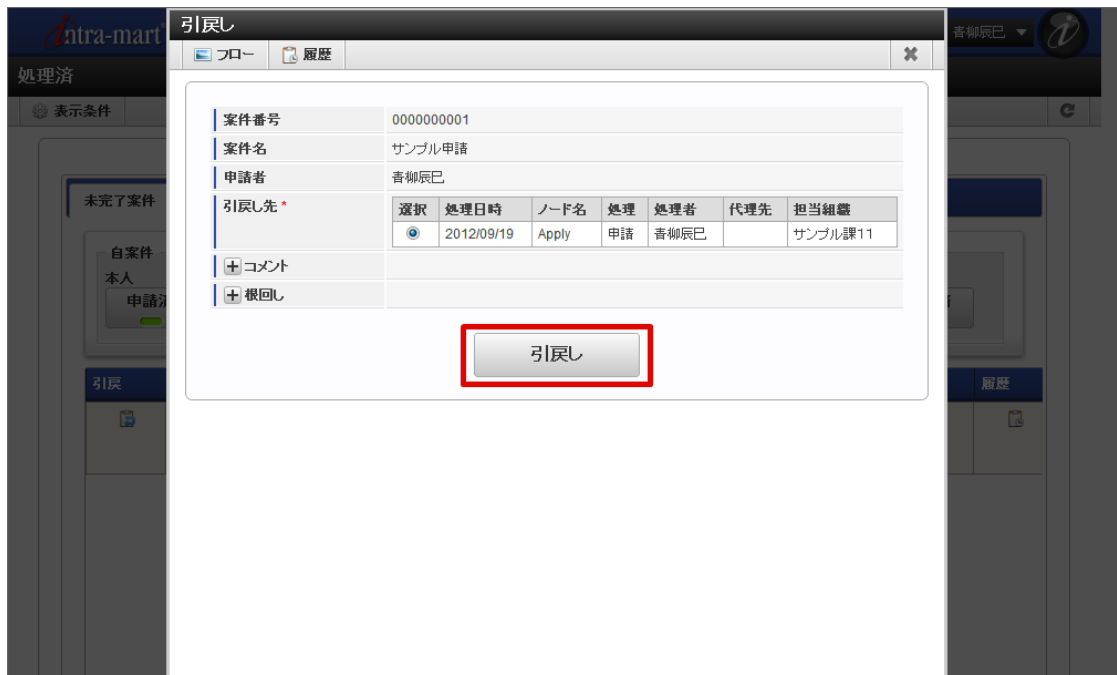 intra-mart
引戻し
青柳辰巳
フロー 履歴
処理済
表示条件
案件番号 0000000001
案件名 サンプル申請
申請者 青柳辰巳
未完了案件
引戻し先 *
選択 処理日時 ノード名 処理 処理者 代理先 担当組織
2012/09/19 Apply 申請 青柳辰巳 サンプル課11
自案件
コメント
本人
根回し
申請済
引戻し
引戻
履歴